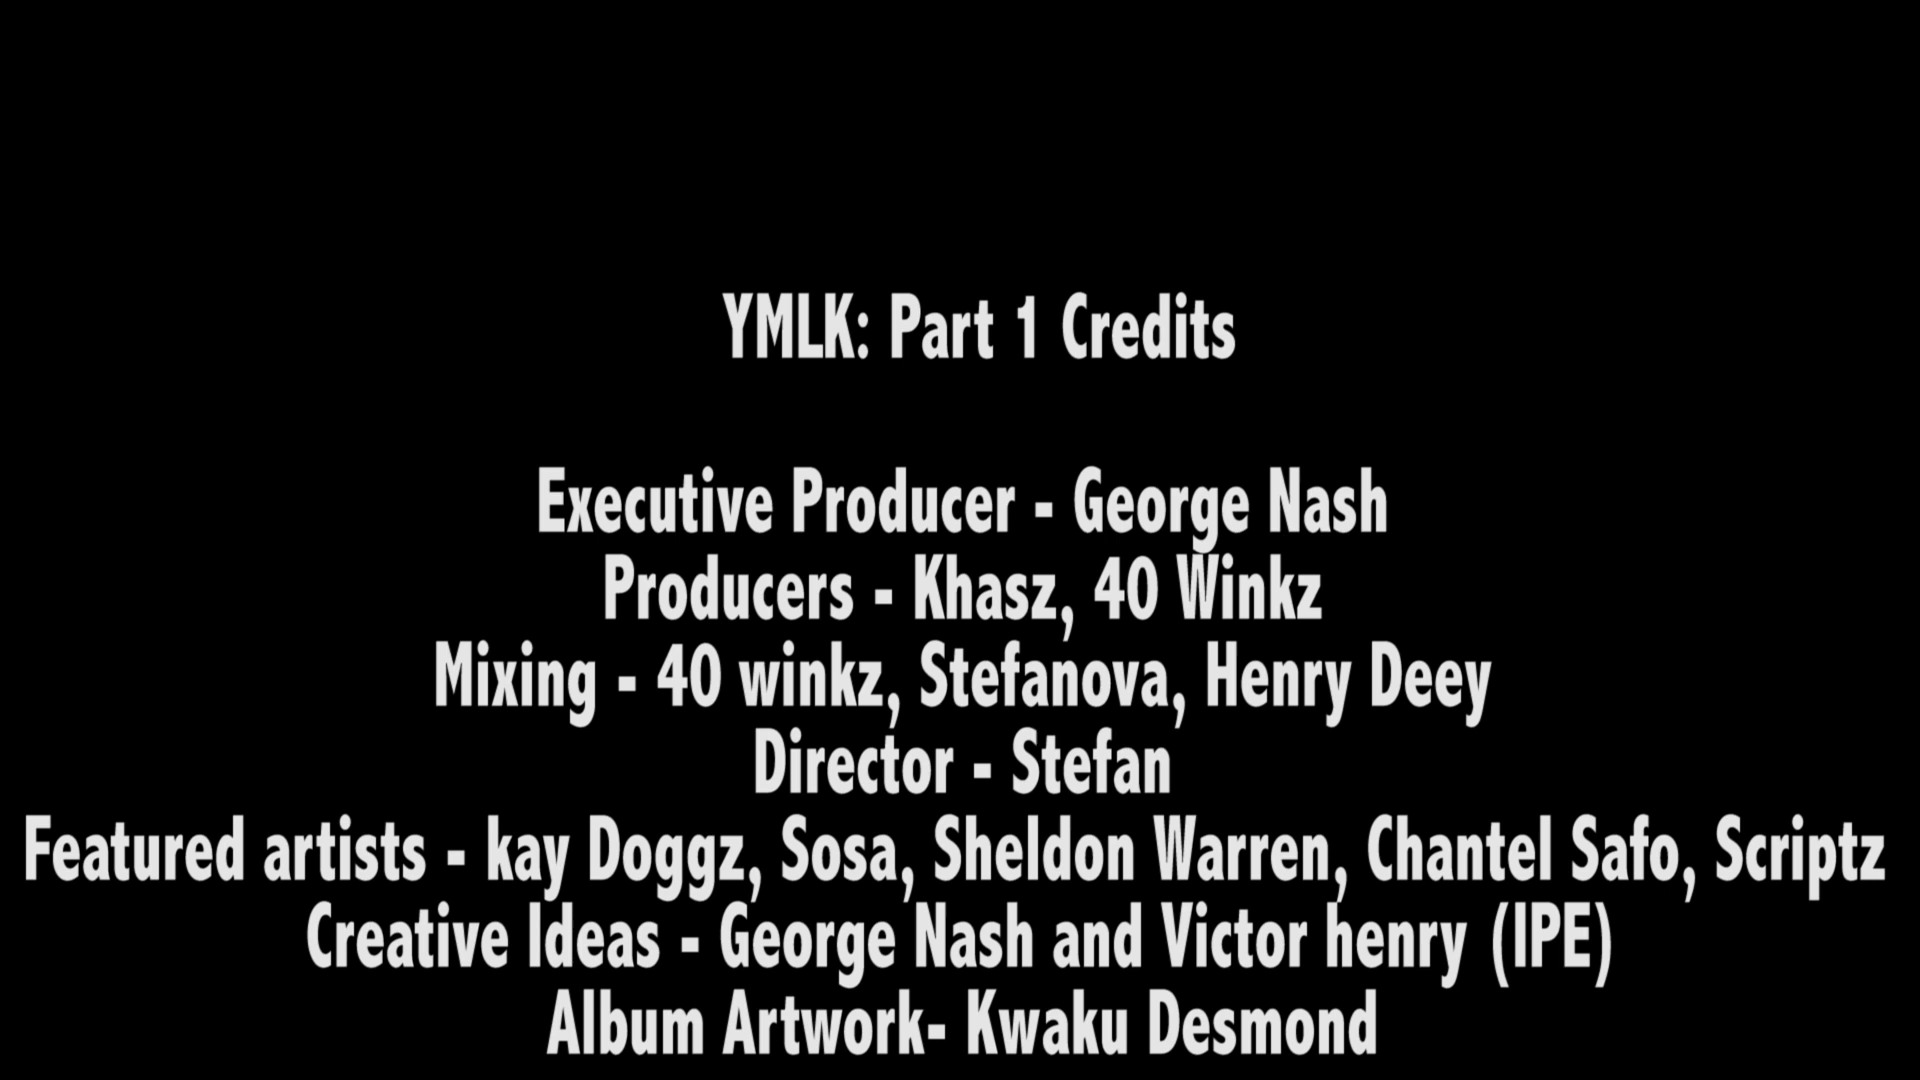 YMLK: Part 1 Credits
Executive Producer - George Nash
Producers - Khasz, 40 Winkz
Mixing - 40 winkz, Stefanova, Henry Deey
Director - Stefan
Featured artists - kay Doggz, Sosa, Sheldon Warren, Chantel Safo, Scriptz
Creative Ideas - George Nash and Victor henry (IPE)
Album Artwork- Kwaku Desmond